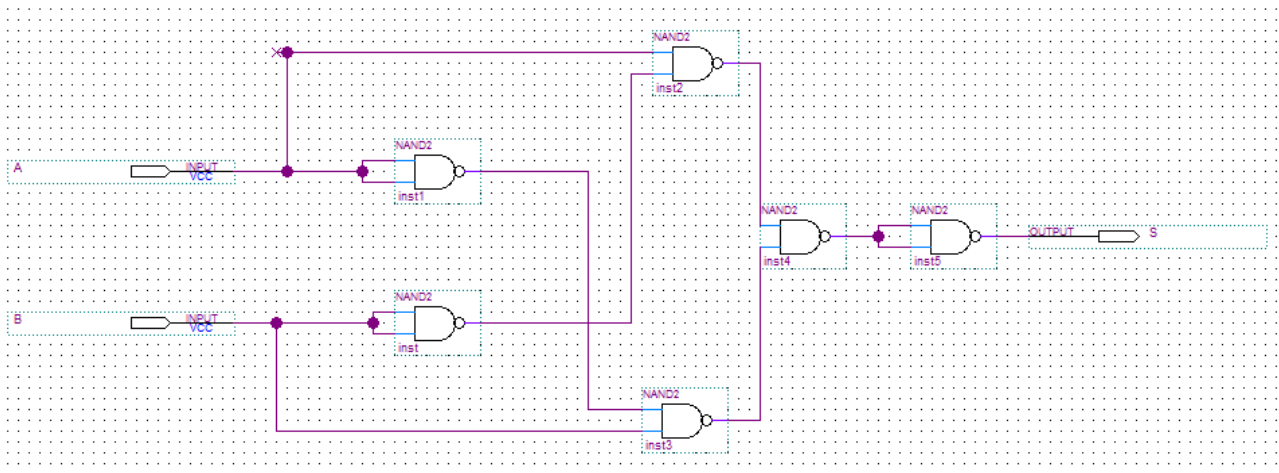 NAND2
inst2
NAND2
A
INPUT
VCC
inst1
NAND2
NAND2
OUTPUT
S
inst4
inst5
NAND2
B
INPUT
VCC
inst
NAND2
inst3